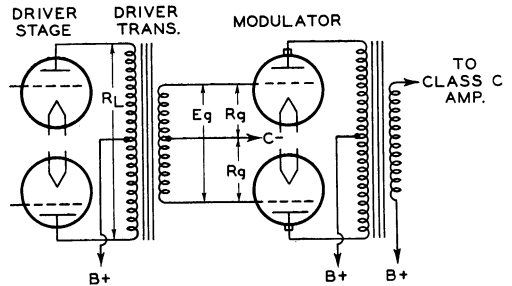 DRIVER
STAGE
DRIVER
TRANS.
MODULATOR
TO
CLASS C
AMP.
RL
Eg
Rg
C-
Rg
B+
B+
B+